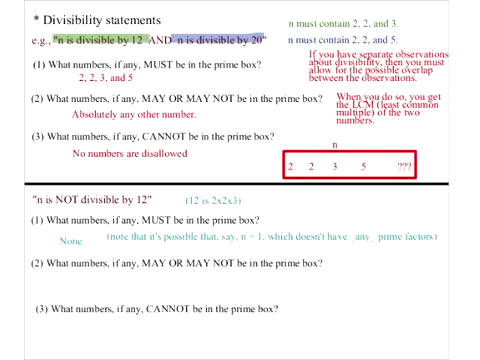 * Divisibility statements
n must contain 2, 2, and 3.
e.g., "n is divisible by 12 AND n is divisible by 20"
n must contain 2, 2, and 5.
If you have separate observations
about divisibility, then you must
allow for the possible overlap
between the observations.
(1) What numbers, if any, MUST be in the prime box?
2, 2, 3, and 5
(2) What numbers, if any, MAY OR MAY NOT be in the prime box?
When you do so, you get
the LCM (least common
multiple) of the two
numbers.
Absolutely any other number.
(3) What numbers, if any, CANNOT be in the prime box?
No numbers are disallowed
n
2 2 3 5 ???
"n is NOT divisible by 12"
(12 is 2x2x3)
(1) What numbers, if any, MUST be in the prime box?
None
(note that it's possible that, say, n = 1, which doesn't have _any_ prime factors)
(2) What numbers, if any, MAY OR MAY NOT be in the prime box?
(3) What numbers, if any, CANNOT be in the prime box?